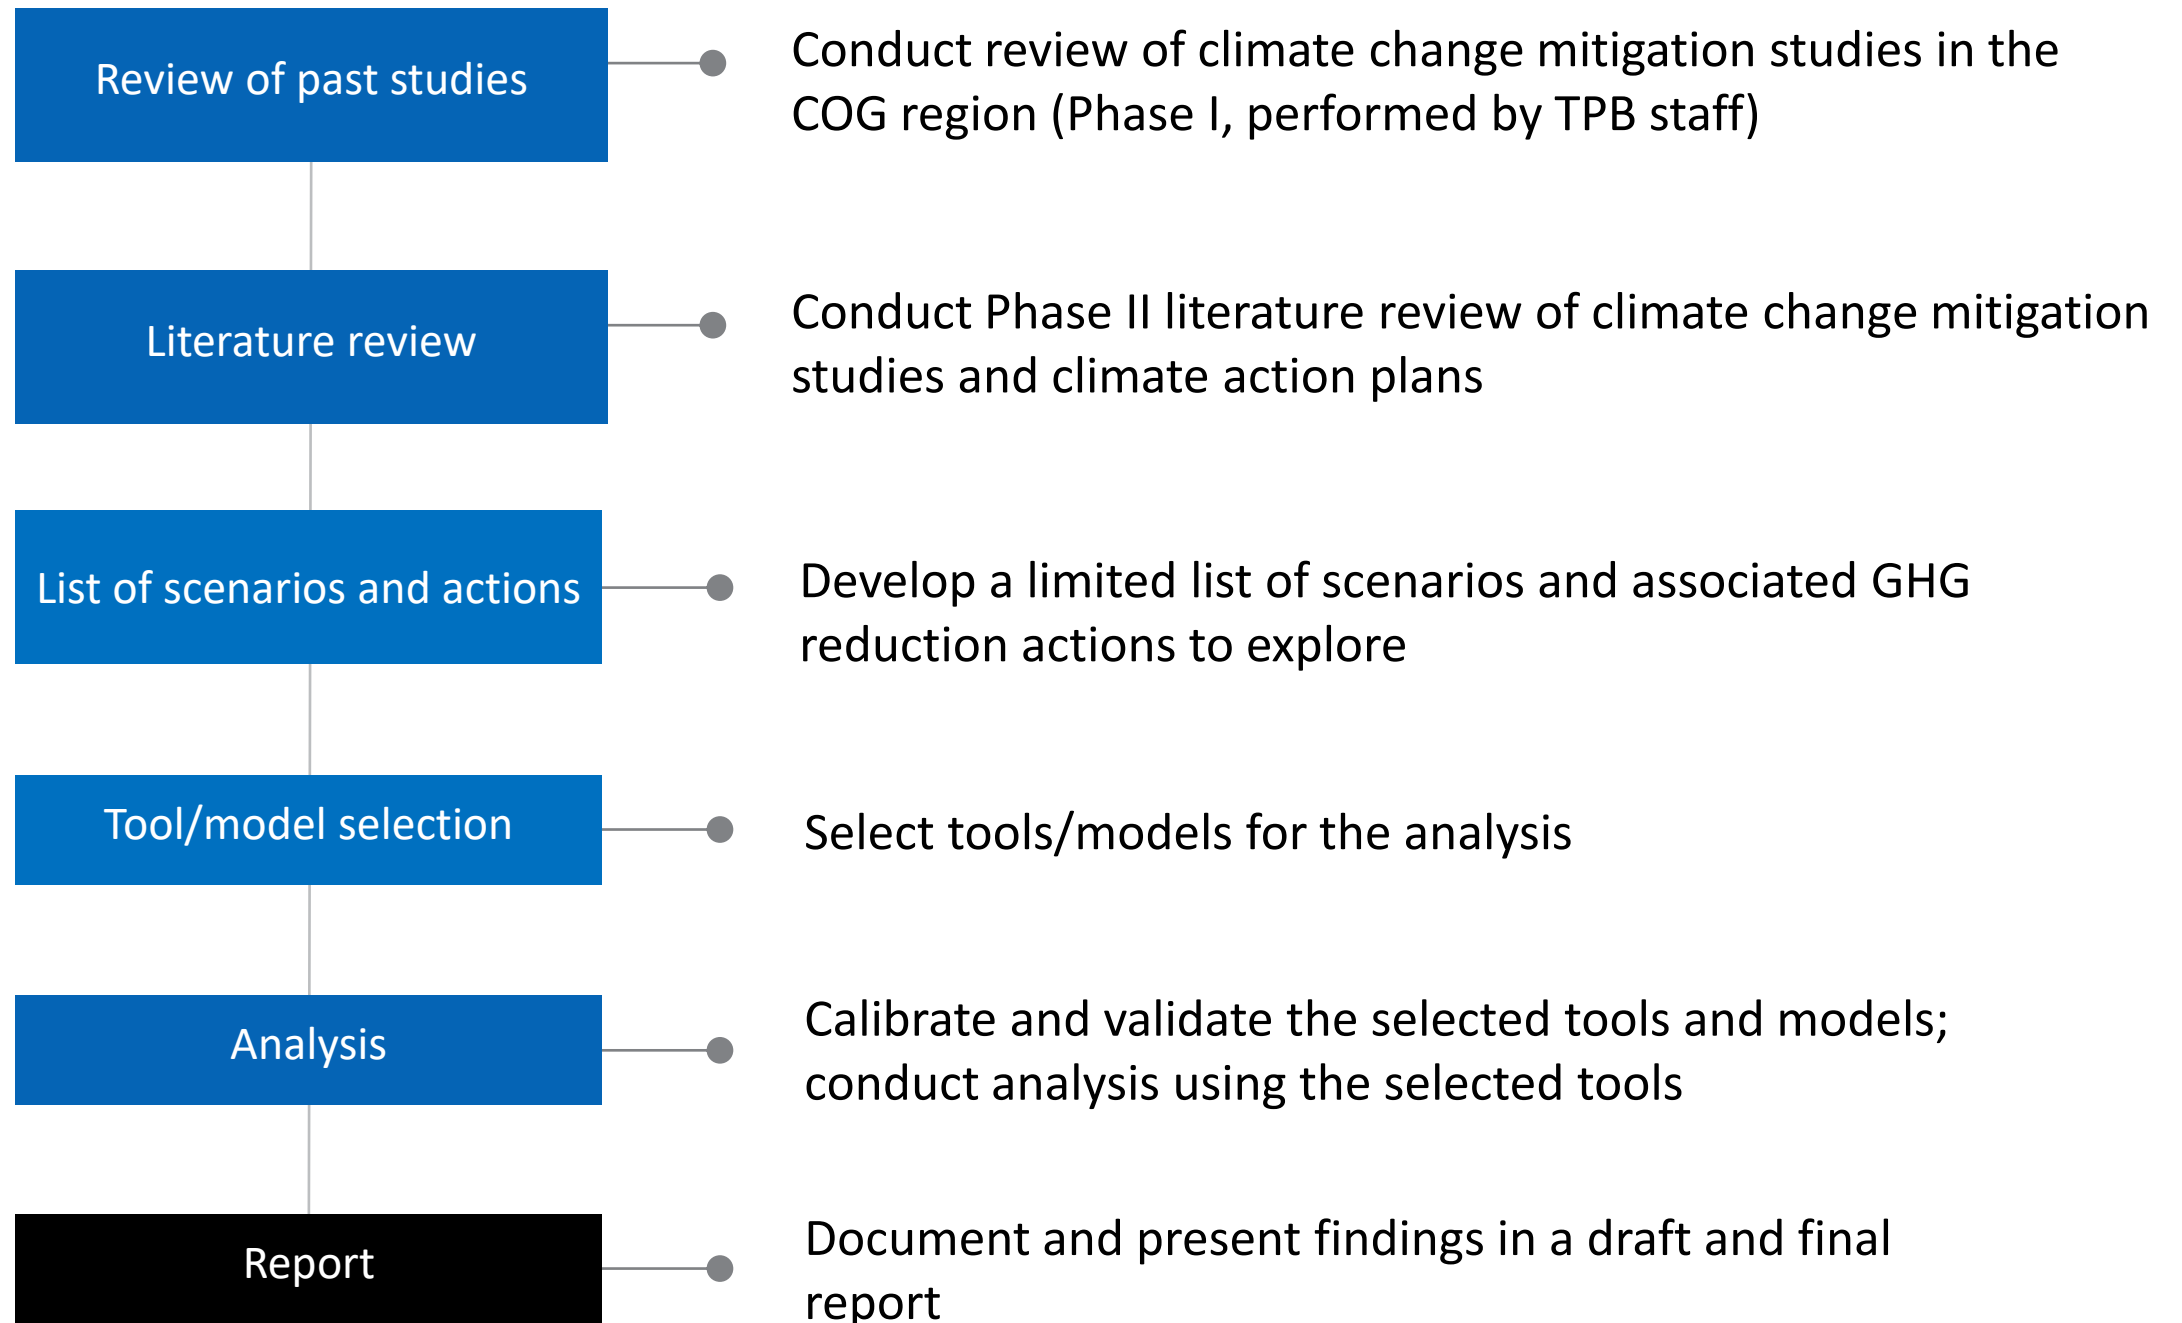 Review of past studies
Conduct review of climate change mitigation studies in the
COG region (Phase I, performed by TPB staff)
Literature review
Conduct Phase II literature review of climate change mitigation
studies and climate action plans
List of scenarios and actions
Develop a limited list of scenarios and associated GHG
reduction actions to explore
Tool/model selection
Select tools/models for the analysis
Analysis
Calibrate and validate the selected tools and models;
conduct analysis using the selected tools
Report
Document and present findings in a draft and final
report